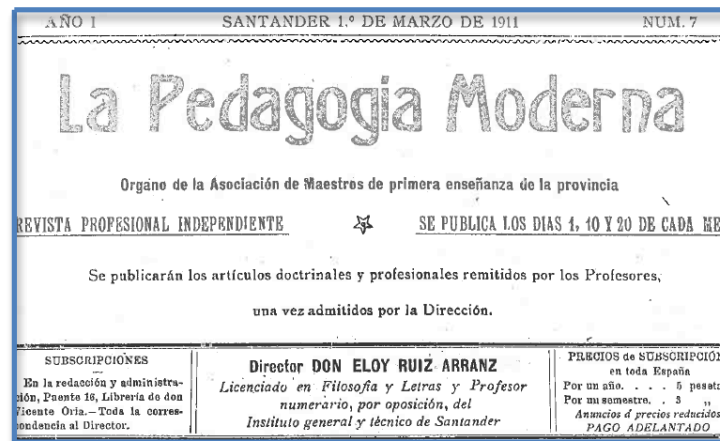 AÑO I SANTANDER 1.º DE MARZO DE 1911 NUM. 7
La Pedagogía Moderna
Organo de la Asociación de Maestros de primera enseñanza de la provincia
REVISTA PROFESIONAL INDEPENDIENTE SE PUBLICA LOS DIAS 1, 10 Y 20 DE CADA ME
Se publicarán los artículos doctrinales y profesionales remitidos por los Profesores,
una vez admitidos por la Dirección.
SUBSCRIPCIONES
En la redacción y administra-
ión, Puente 16, Librería de don
Vicente Oria.—Toda la corres-
ondencia al Director.
Director DON ELOY RUIZ ARRANZ
Licenciado en Filosofía y Letras y Profesor
numerario, por oposición, del
Instituto general y técnico de Santander
PRECIOS de SUBSCRIPCIÓN
en toda España
Por un año. . . . 5 peseta
Por un semestre. . 3 „
Anuncios á precios reducidos
PAGO ADELANTADO